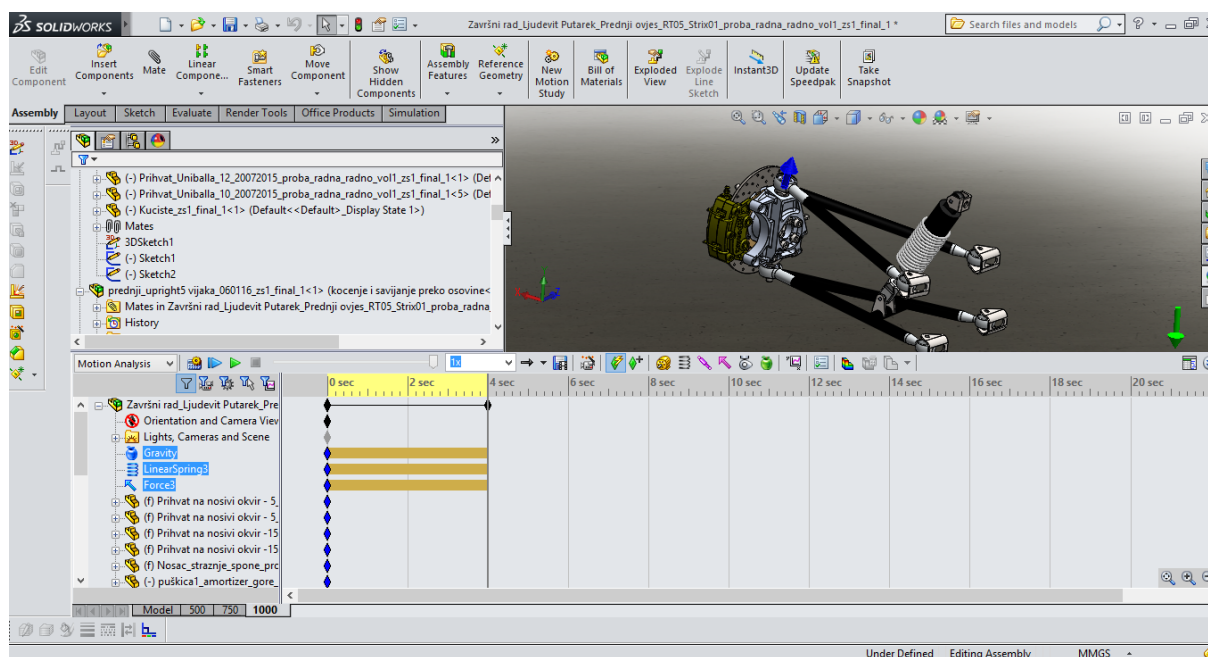 SOLIDWORKS
Završni rad_Ljudevit Putarek_Prednji ovjes_RT05_Strix01_proba_radna_radno_vol1_zs1_final_1 *
Search files and models
Edit Component
Insert Components
Mate
Linear Compone...
Smart Fasteners
Move Component
Show Hidden Components
Assembly Features
Reference Geometry
New Motion Study
Bill of Materials
Exploded View
Explode Line Sketch
Instant3D
Update Speedpak
Take Snapshot
Assembly Layout Sketch Evaluate Render Tools Office Products Simulation
(-) Prihvat_Uniballa_12_20072015_proba_radna_radno_vol1_zs1_final_1<1> (Def
(-) Prihvat_Uniballa_10_20072015_proba_radna_radno_vol1_zs1_final_1<5> (Def
(-) Kuciste_zs1_final_1<1> (Default<<Default>_Display State 1>)
Mates
3DSketch1
(-) Sketch1
(-) Sketch2
prednji_upright5 vijaka_060116_zs1_final_1<1> (kocenje i savijanje preko osovine<
Mates in Završni rad_Ljudevit Putarek_Prednji ovjes_RT05_Strix01_proba_radna_
History
Motion Analysis
1x
0 sec 2 sec 4 sec 6 sec 8 sec 10 sec 12 sec 14 sec 16 sec 18 sec 20 sec
Završni rad_Ljudevit Putarek_Pre
Orientation and Camera View
Lights, Cameras and Scene
Gravity
LinearSpring3
Force3
(f) Prihvat na nosivi okvir - 5_
(f) Prihvat na nosivi okvir - 5_
(f) Prihvat na nosivi okvir -15
(f) Prihvat na nosivi okvir -15
(f) Nosac_straznje_spone_prc
(-) puškica1_amortizer_gore_
Model 500 750 1000
Under Defined Editing Assembly MMGS